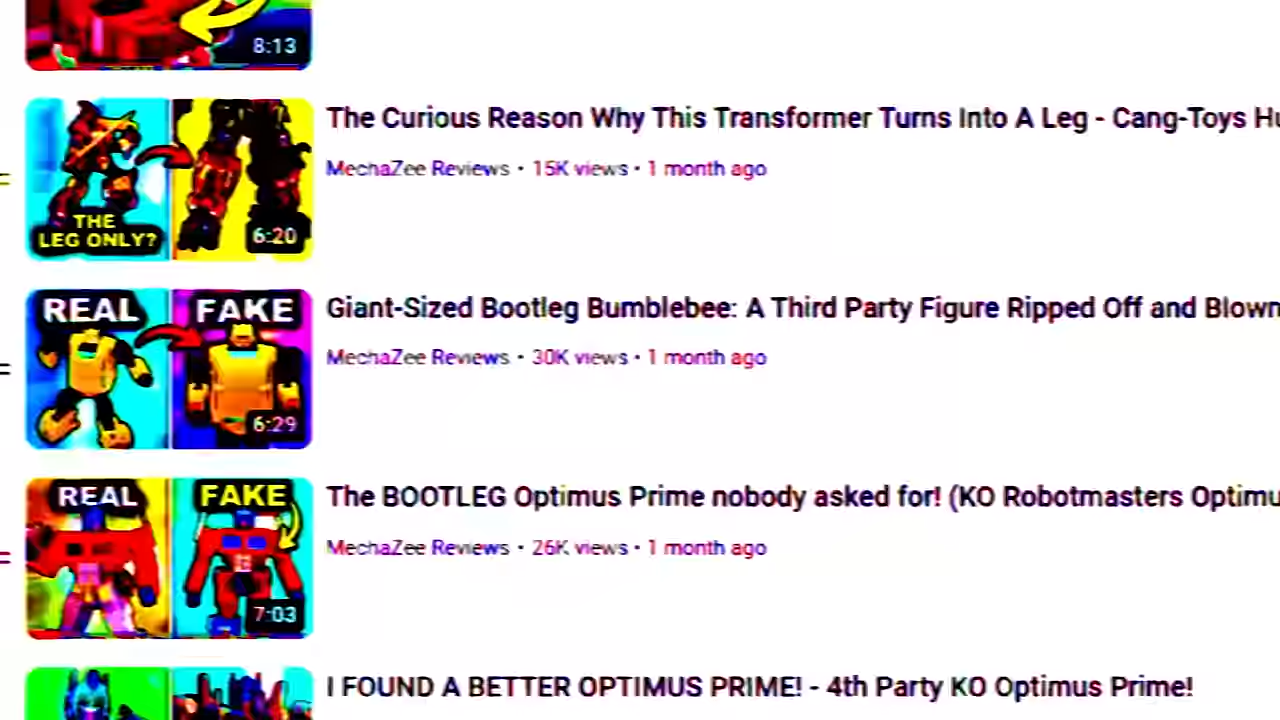 8:13
The Curious Reason Why This Transformer Turns Into A Leg - Cang-Toys Hu
MechaZee Reviews • 15K views • 1 month ago
THE
LEG ONLY?
6:20
REAL FAKE
Giant-Sized Bootleg Bumblebee: A Third Party Figure Ripped Off and Blown
MechaZee Reviews • 30K views • 1 month ago
6:29
REAL FAKE
The BOOTLEG Optimus Prime nobody asked for! (KO Robotmasters Optimu
MechaZee Reviews • 26K views • 1 month ago
7:03
I FOUND A BETTER OPTIMUS PRIME! - 4th Party KO Optimus Prime!